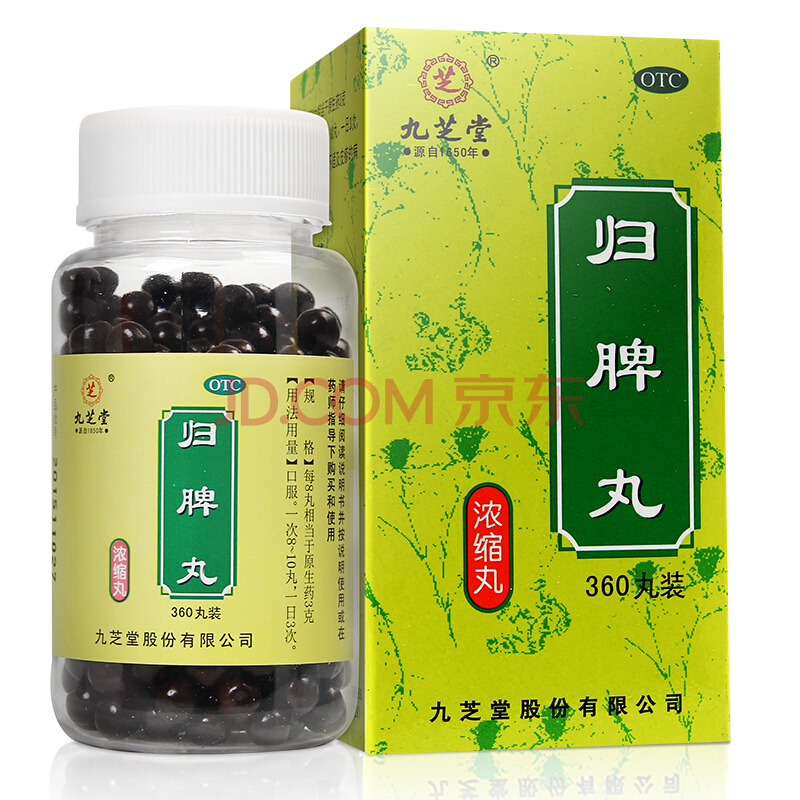 芝
®
九芝堂
●源自1650年●
OTC
归脾丸
浓缩丸
360丸装
九芝堂股份有限公司
芝
®
九芝堂
●源自1650年●
OTC
归脾丸
浓缩丸
360丸装
九芝堂股份有限公司
请仔细阅读说明书并按说明使用或在
药师指导下购买和使用
【规 格】每8丸相当于原生药3克
【用法用量】口服。一次8~10丸,一日3次。
JD.COM 京东